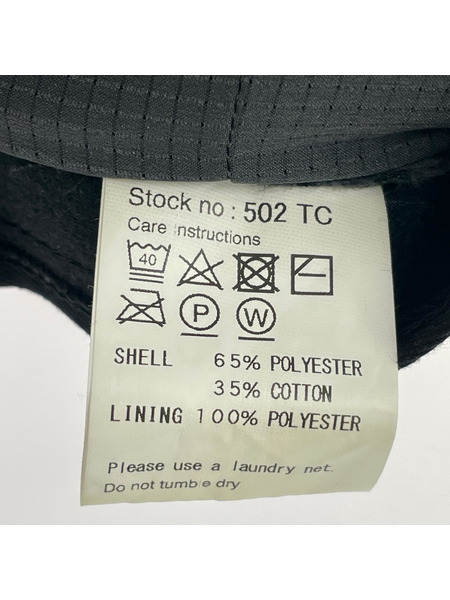 Stock no : 502 TC
Care Instructions
40
P W
SHELL 65% POLYESTER
35% COTTON
LINING 100% POLYESTER
Please use a laundry net.
Do not tumble dry